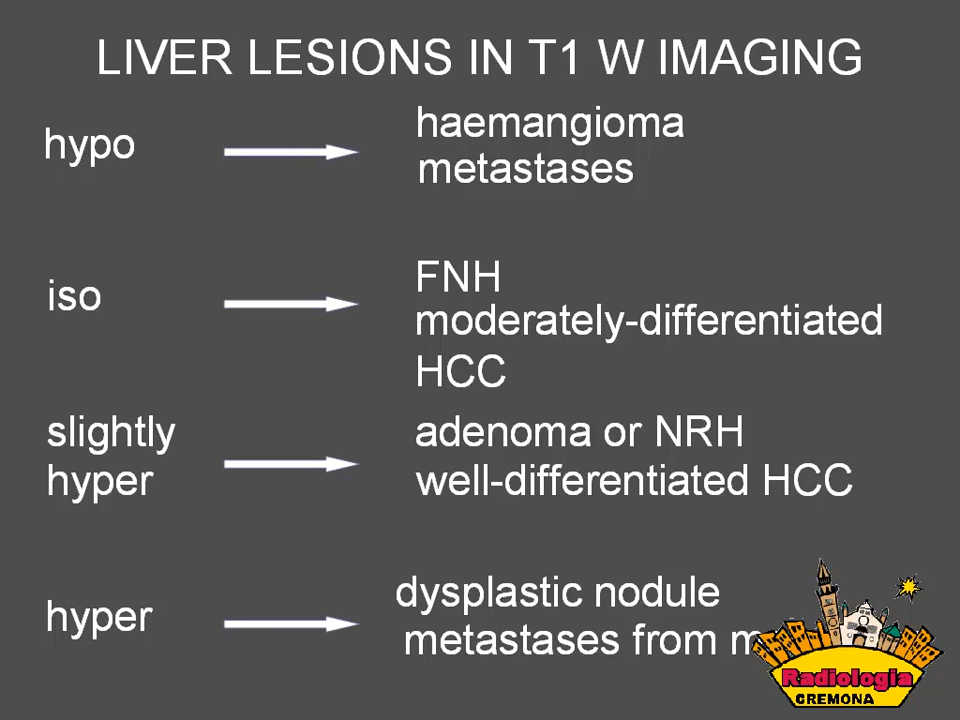 LIVER LESIONS IN T1 W IMAGING
hypo
haemangioma
metastases
iso
FNH
moderately-differentiated
HCC
slightly
hyper
adenoma or NRH
well-differentiated HCC
hyper
dysplastic nodule
metastases from
Radiologia
CREMONA